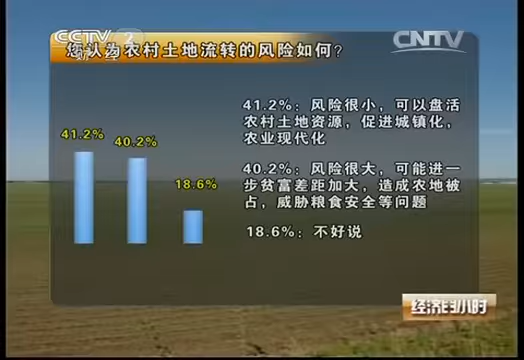 CCTV 2
CNTV
您认为农村土地流转的风险如何？
41.2%
40.2%
18.6%
41.2%：风险很小，可以盘活
农村土地资源，促进城镇化，
农业现代化
40.2%：风险很大，可能进一
步贫富差距加大，造成农地被
占，威胁粮食安全等问题
18.6%：不好说
经济半小时